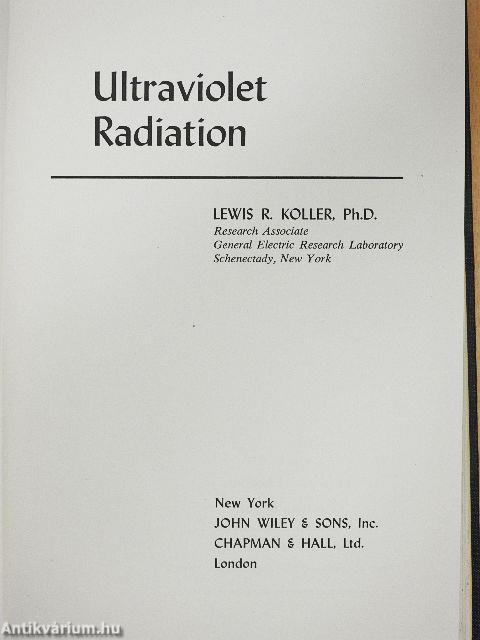 Ultraviolet
Radiation
LEWIS R. KOLLER, Ph.D.
Research Associate
General Electric Research Laboratory
Schenectady, New York
New York
JOHN WILEY & SONS, Inc.
CHAPMAN & HALL, Ltd.
London
Antikvárium.hu